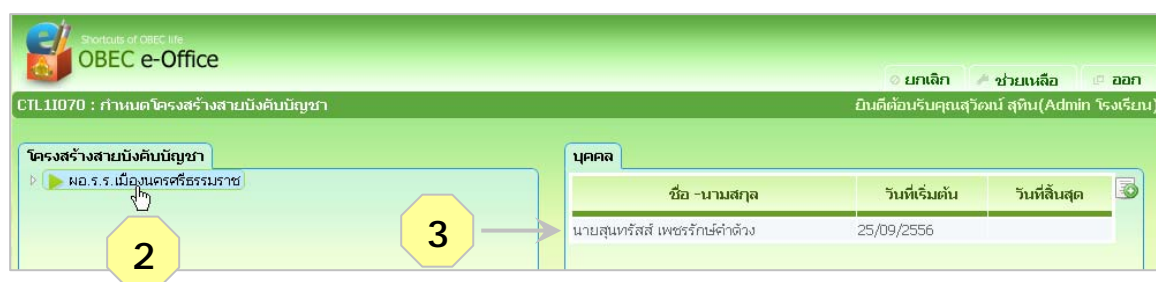 Shortcuts of OBEC life
OBEC e-Office
ยกเลิก ช่วยเหลือ ออก
CTL1I070 : กำหนดโครงสร้างสายบังคับบัญชา ยินดีต้อนรับคุณสุวัฒน์ สุทิน(Admin โรงเรียน)
โครงสร้างสายบังคับบัญชา บุคคล
ผอ.ร.ร.เมืองนครศรีธรรมราช
ชื่อ -นามสกุล วันที่เริ่มต้น วันที่สิ้นสุด
นายสุนทรัสส์ เพชรรักษ์คำด้วง 25/09/2556
2
3